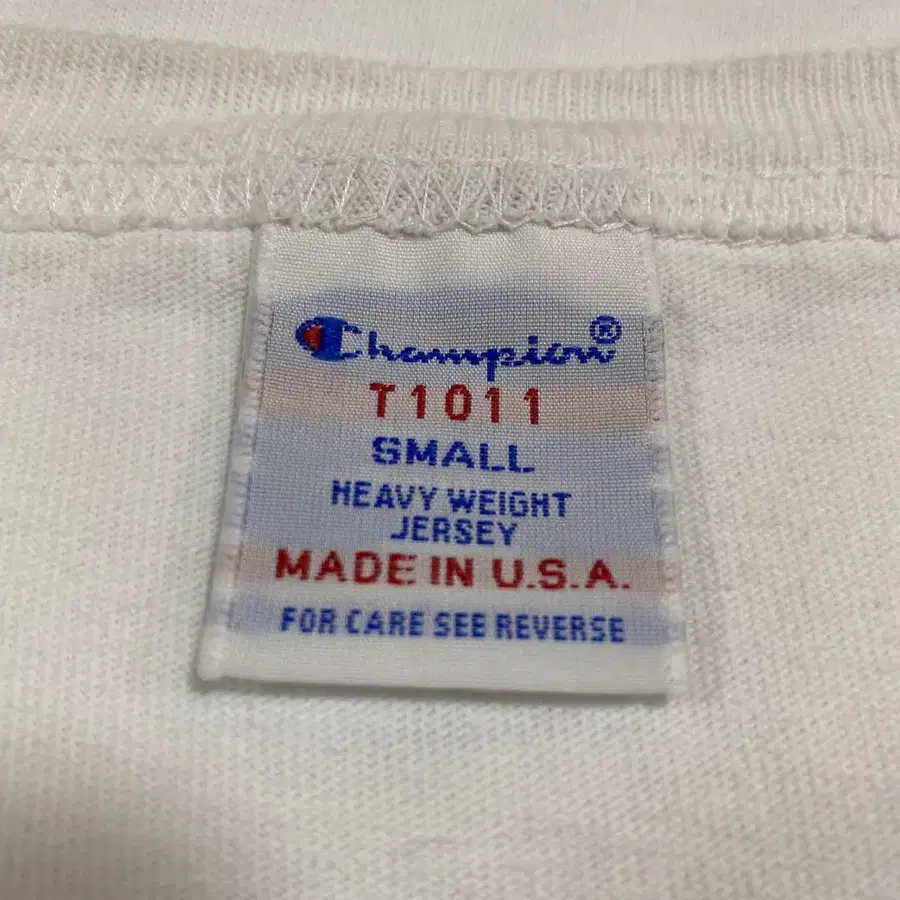 Champion®
T1011
SMALL
HEAVY WEIGHT
JERSEY
MADE IN U.S.A.
FOR CARE SEE REVERSE